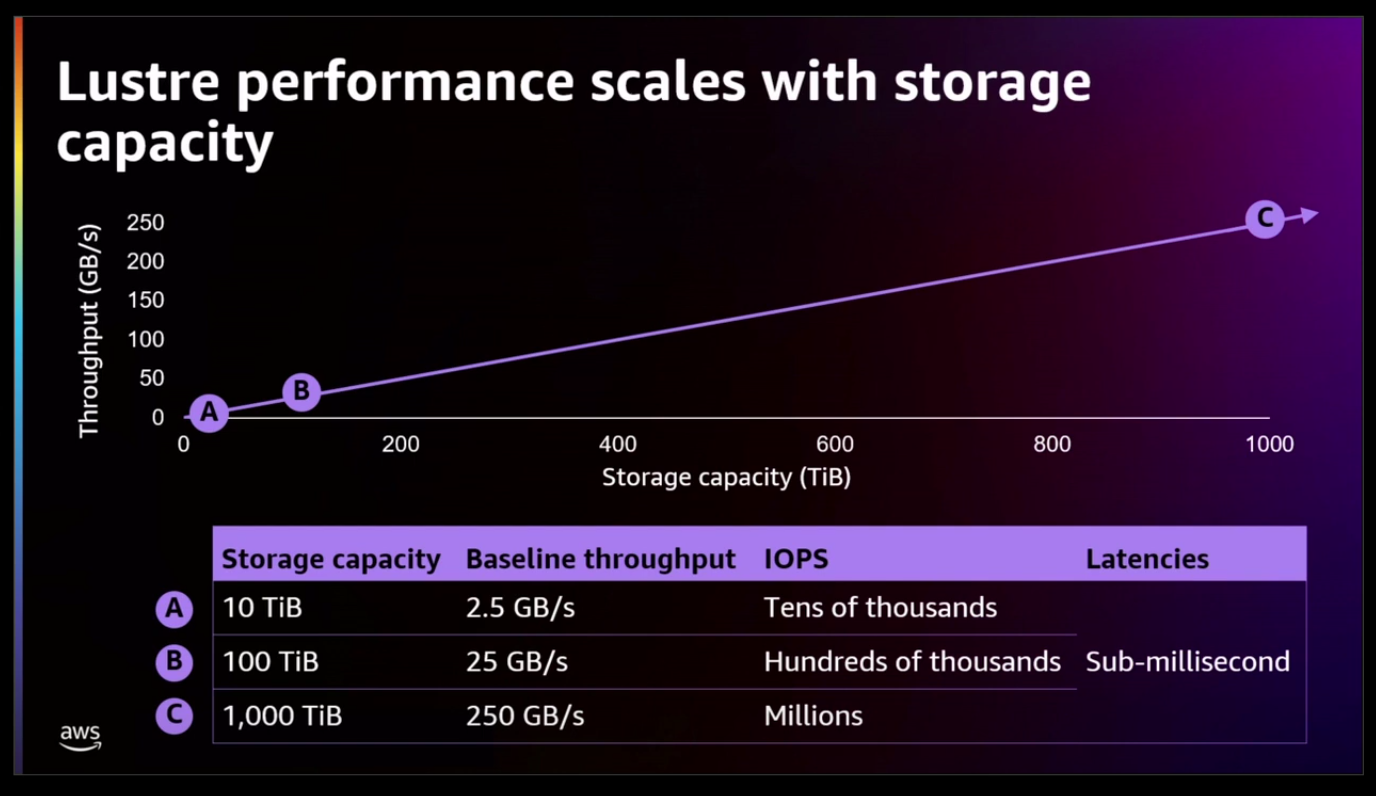 Lustre performance scales with storage
capacity
Throughput (GB/s)
250
200
150
100
50
0
A
B
C
0 200 400 600 800 1000
Storage capacity (TiB)
Storage capacity Baseline throughput IOPS Latencies
A 10 TiB 2.5 GB/s Tens of thousands
B 100 TiB 25 GB/s Hundreds of thousands Sub-millisecond
C 1,000 TiB 250 GB/s Millions
aws